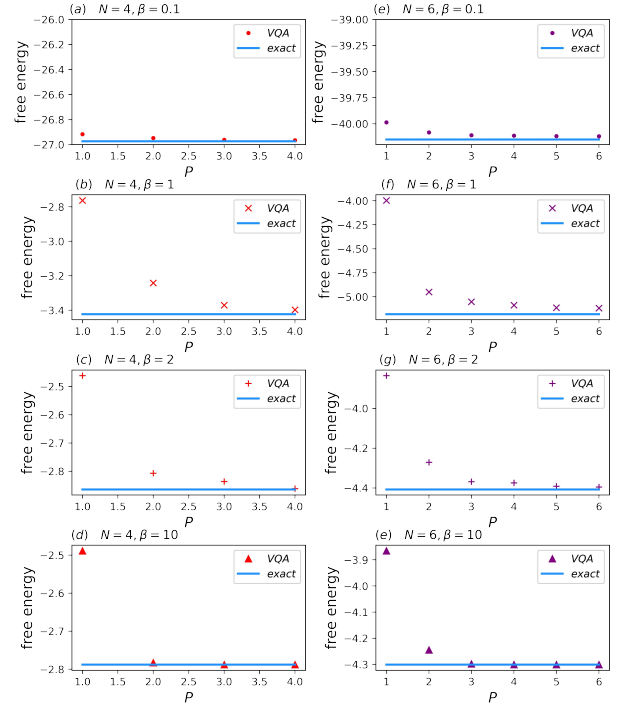 (a) N = 4, β = 0.1
free energy
−26.0
−26.2
−26.4
−26.6
−26.8
−27.0
VQA
exact
1.0 1.5 2.0 2.5 3.0 3.5 4.0
P
(e) N = 6, β = 0.1
free energy
−39.00
−39.25
−39.50
−39.75
−40.00
VQA
exact
1 2 3 4 5 6
P
(b) N = 4, β = 1
free energy
−2.8
−3.0
−3.2
−3.4
VQA
exact
1.0 1.5 2.0 2.5 3.0 3.5 4.0
P
(f) N = 6, β = 1
free energy
−4.00
−4.25
−4.50
−4.75
−5.00
VQA
exact
1 2 3 4 5 6
P
(c) N = 4, β = 2
free energy
−2.5
−2.6
−2.7
−2.8
VQA
exact
1.0 1.5 2.0 2.5 3.0 3.5 4.0
P
(g) N = 6, β = 2
free energy
−4.0
−4.2
−4.4
VQA
exact
1 2 3 4 5 6
P
(d) N = 4, β = 10
free energy
−2.5
−2.6
−2.7
−2.8
VQA
exact
1.0 1.5 2.0 2.5 3.0 3.5 4.0
P
(e) N = 6, β = 10
free energy
−3.9
−4.0
−4.1
−4.2
−4.3
VQA
exact
1 2 3 4 5 6
P